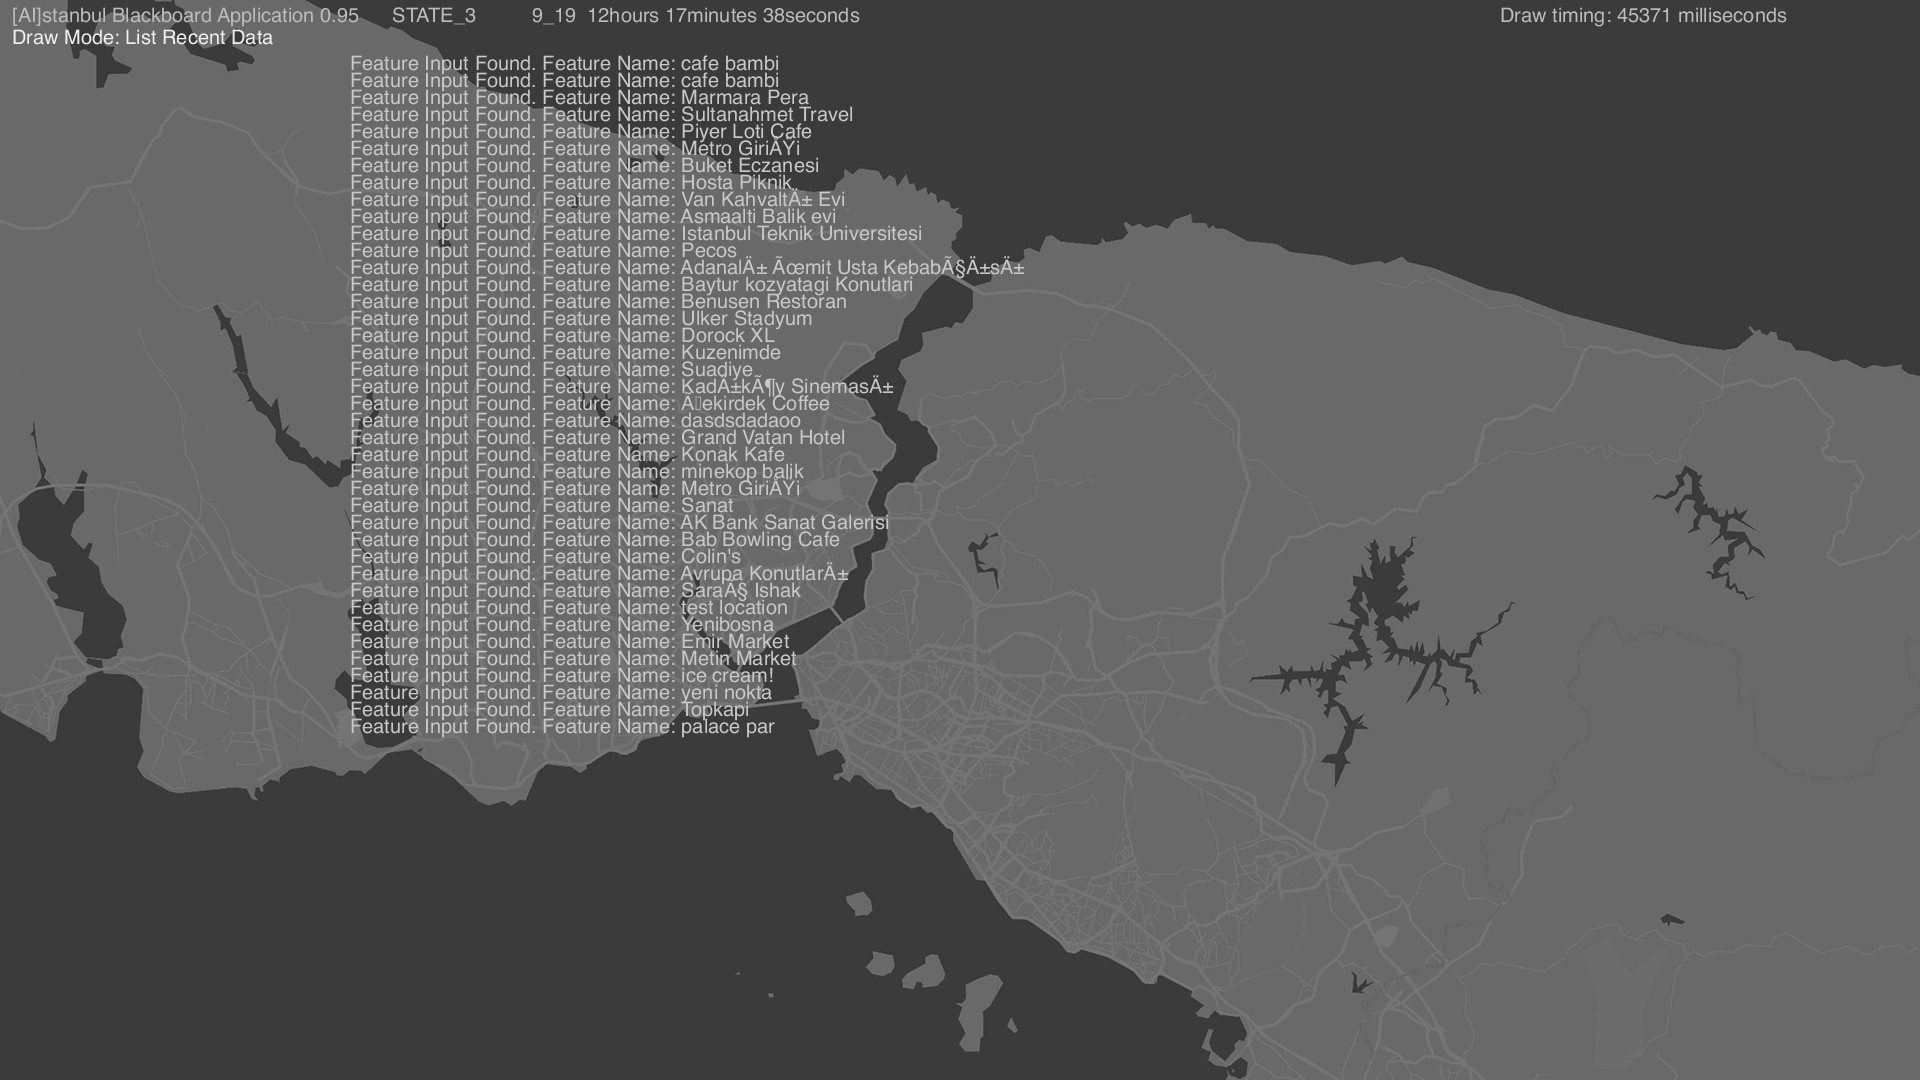 [AI]stanbul Blackboard Application 0.95 STATE_3 9_19 12hours 17minutes 38seconds Draw timing: 45371 milliseconds
Draw Mode: List Recent Data
Feature Input Found. Feature Name: cafe bambi
Feature Input Found. Feature Name: cafe bambi
Feature Input Found. Feature Name: Marmara Pera
Feature Input Found. Feature Name: Sultanahmet Travel
Feature Input Found. Feature Name: Piyer Loti Cafe
Feature Input Found. Feature Name: Metro GiriÅŸi
Feature Input Found. Feature Name: Buket Eczanesi
Feature Input Found. Feature Name: Hosta Piknik
Feature Input Found. Feature Name: Van KahvaltÄ± Evi
Feature Input Found. Feature Name: Asmaalti Balik evi
Feature Input Found. Feature Name: Istanbul Teknik Universitesi
Feature Input Found. Feature Name: Pecos
Feature Input Found. Feature Name: AdanalÄ± Ãœmit Usta KebabÃ§Ä±sÄ±
Feature Input Found. Feature Name: Baytur kozyatagi Konutlari
Feature Input Found. Feature Name: Benusen Restoran
Feature Input Found. Feature Name: Ulker Stadyum
Feature Input Found. Feature Name: Dorock XL
Feature Input Found. Feature Name: Kuzenimde
Feature Input Found. Feature Name: Suadiye
Feature Input Found. Feature Name: KadÄ±kÃ¶y SinemasÄ±
Feature Input Found. Feature Name: Ã‡ekirdek Coffee
Feature Input Found. Feature Name: dasdsdadaoo
Feature Input Found. Feature Name: Grand Vatan Hotel
Feature Input Found. Feature Name: Konak Kafe
Feature Input Found. Feature Name: minekop balik
Feature Input Found. Feature Name: Metro GiriÅŸi
Feature Input Found. Feature Name: Sanat
Feature Input Found. Feature Name: AK Bank Sanat Galerisi
Feature Input Found. Feature Name: Bab Bowling Cafe
Feature Input Found. Feature Name: Colin's
Feature Input Found. Feature Name: Avrupa KonutlarÄ±
Feature Input Found. Feature Name: SaraÃ§ Ishak
Feature Input Found. Feature Name: test location
Feature Input Found. Feature Name: Yenibosna
Feature Input Found. Feature Name: Emir Market
Feature Input Found. Feature Name: Metin Market
Feature Input Found. Feature Name: ice cream!
Feature Input Found. Feature Name: yeni nokta
Feature Input Found. Feature Name: Topkapi
Feature Input Found. Feature Name: palace par